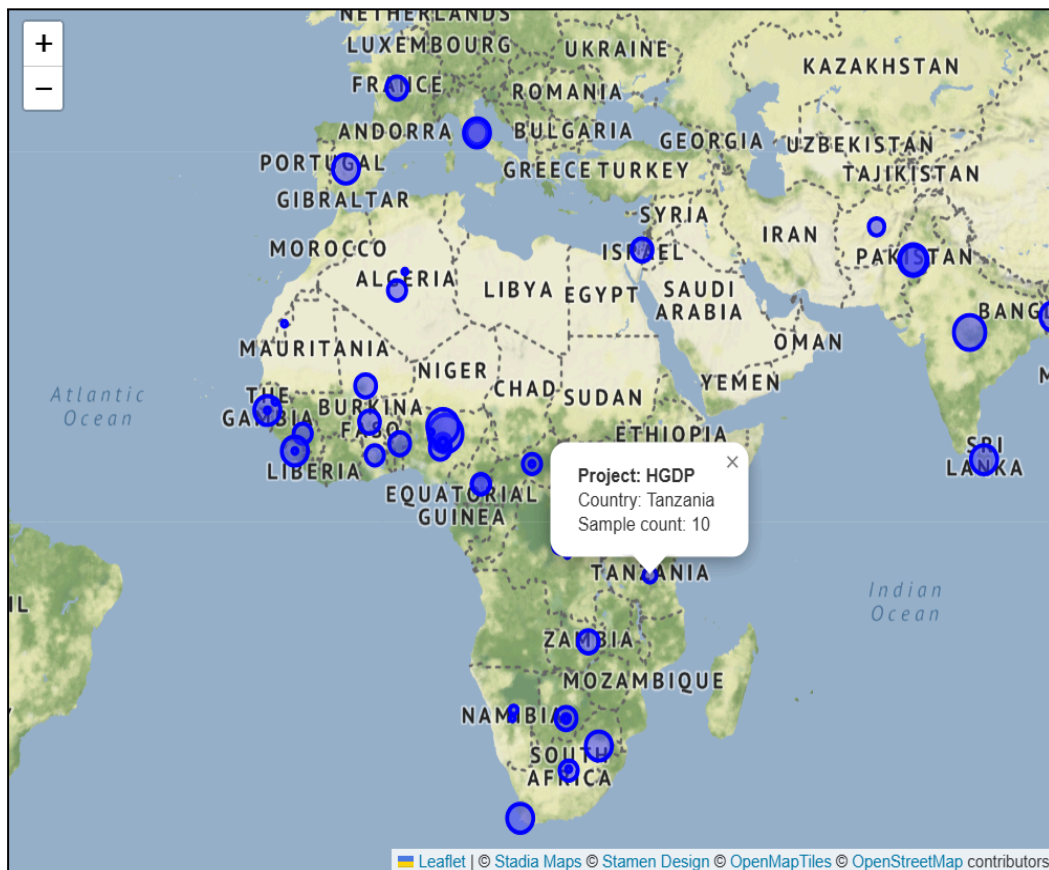 +
−
NETHERLANDS
LUXEMBOURG
UKRAINE
KAZAKHSTAN
FRANCE
ROMANIA
ANDORRA
BULGARIA
GEORGIA
UZBEKISTAN
PORTUGAL
GREECE
TURKEY
TAJIKISTAN
GIBRALTAR
SYRIA
MOROCCO
ISRAEL
IRAN
PAKISTAN
ALGERIA
LIBYA
EGYPT
SAUDI
ARABIA
BANGL
OMAN
MAURITANIA
NIGER
CHAD
SUDAN
YEMEN
Atlantic
Ocean
THE
GAMBIA
BURKINA
FASO
ETHIOPIA
SRI
LANKA
LIBERIA
EQUATORIAL
GUINEA
×
Project: HGDP
Country: Tanzania
Sample count: 10
TANZANIA
Indian
Ocean
IL
ZAMBIA
MOZAMBIQUE
NAMIBIA
SOUTH
AFRICA
Leaflet | © Stadia Maps © Stamen Design © OpenMapTiles © OpenStreetMap contributors